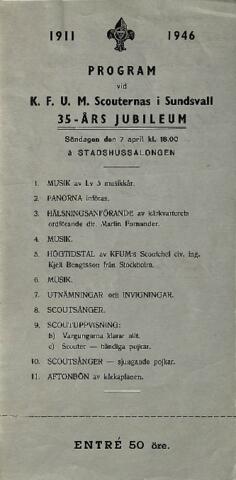 1911 1946
PROGRAM
vid
K. F. U. M. Scouternas i Sundsvall
35-ÅRS JUBILEUM
Söndagen den 7 april kl. 18.00
å STADSHUSSALONGEN
1. MUSIK av Lv 5 musikkår.
2. FANORNA införas.
3. HÄLSNINGSANFÖRANDE av kårkvarterets
ordförande dir. Martin Fornander.
4. MUSIK.
5. HÖGTIDSTAL av KFUM:s Scoutchef civ. ing.
Kjell Bengtsson från Stockholm.
6. MUSIK.
7. UTNÄMNINGAR och INVIGNINGAR.
8. SCOUTSÅNGER.
9. SCOUTUPPVISNING:
b) Vargungarna klarar allt.
c) Scouter — händiga pojkar.
10. SCOUTSÅNGER — sjungande pojkar.
11. AFTONBÖN av kårkaplanen.
ENTRÉ 50 öre.